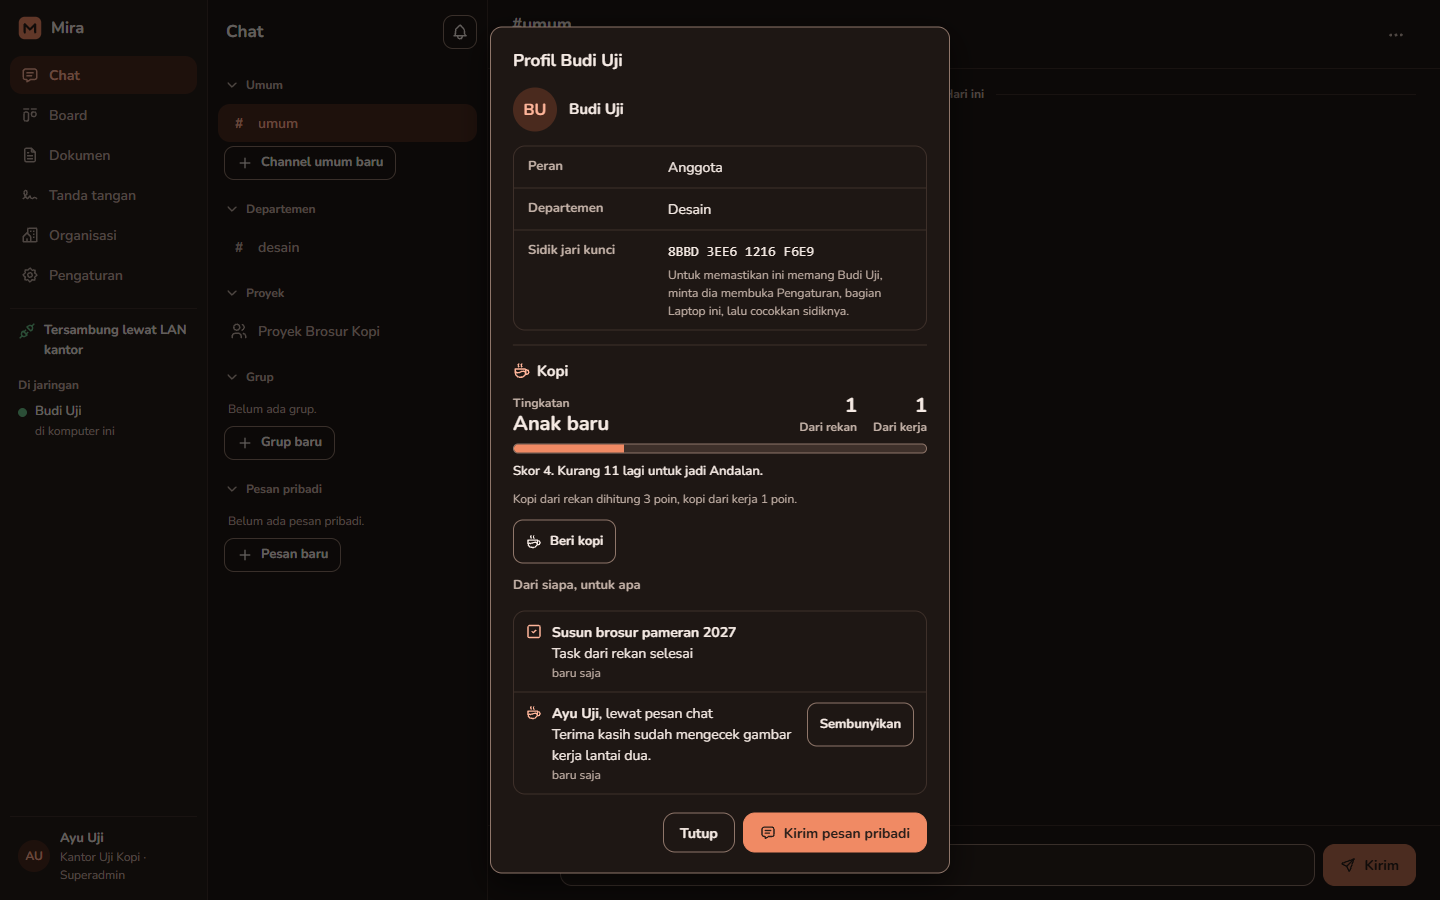 Mira
Chat
Board
Dokumen
Tanda tangan
Organisasi
Pengaturan
Tersambung lewat LAN
kantor
Di jaringan
Budi Uji
di komputer ini
AU
Ayu Uji
Kantor Uji Kopi ·
Superadmin
Chat
Umum
# umum
+ Channel umum baru
Departemen
# desain
Proyek
Proyek Brosur Kopi
Grup
Belum ada grup.
+ Grup baru
Pesan pribadi
Belum ada pesan pribadi.
+ Pesan baru
#umum
ari ini
Profil Budi Uji
BU
Budi Uji
Peran
Anggota
Departemen
Desain
Sidik jari kunci
8BBD 3EE6 1216 F6E9
Untuk memastikan ini memang Budi Uji,
minta dia membuka Pengaturan, bagian
Laptop ini, lalu cocokkan sidiknya.
Kopi
Tingkatan
Anak baru
1
Dari rekan
1
Dari kerja
Skor 4. Kurang 11 lagi untuk jadi Andalan.
Kopi dari rekan dihitung 3 poin, kopi dari kerja 1 poin.
Beri kopi
Dari siapa, untuk apa
Susun brosur pameran 2027
Task dari rekan selesai
baru saja
Ayu Uji, lewat pesan chat
Terima kasih sudah mengecek gambar
kerja lantai dua.
baru saja
Sembunyikan
Tutup
Kirim pesan pribadi
Kirim